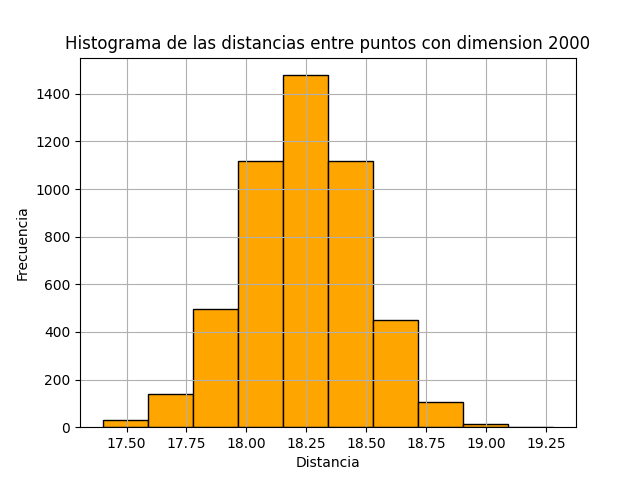 Histograma de las distancias entre puntos con dimension 2000
Frecuencia
1400
1200
1000
800
600
400
200
0
17.50 17.75 18.00 18.25 18.50 18.75 19.00 19.25
Distancia